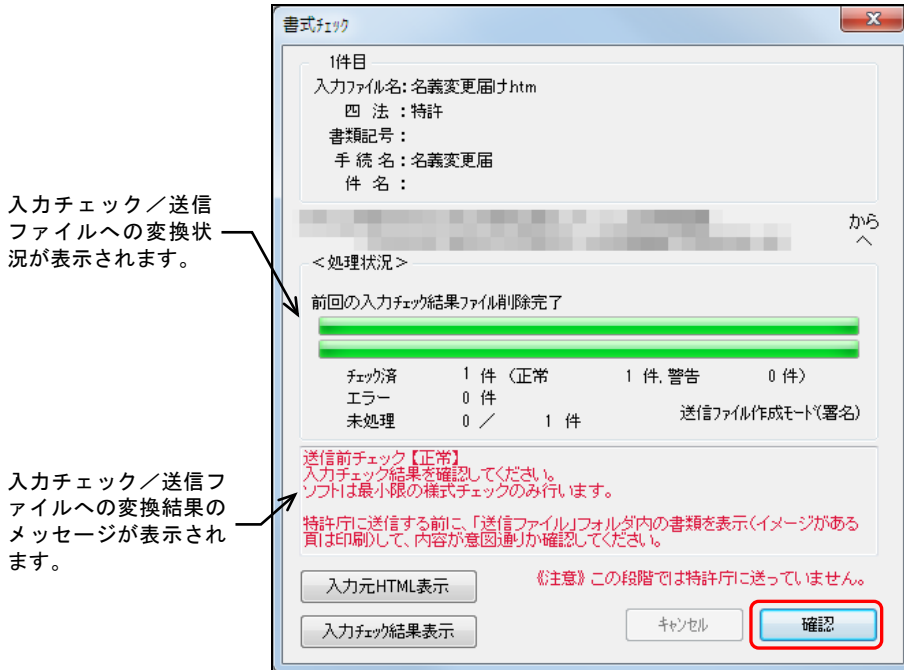 書式ﾁｪｯｸ
1件目
入力ﾌｧｲﾙ名：名義変更届けhtm
四　法　：特許
書類記号：
手 続 名：名義変更届
件　名　：
から
へ
入力チェック／送信
ファイルへの変換状
況が表示されます。
＜処理状況＞
前回の入力ﾁｪｯｸ結果ﾌｧｲﾙ削除完了
ﾁｪｯｸ済　1 件（正常　1 件, 警告　0 件）
エラー　0 件
未処理　0 ／　1 件　送信ﾌｧｲﾙ作成ﾓｰﾄﾞ(署名)
送信前チェック【正常】
入力チェック結果を確認してください。
ソフトは最小限の様式チェックのみ行います。
特許庁に送信する前に、「送信ファイル」フォルダ内の書類を表示(イメージがある
頁は印刷)して、内容が意図通りか確認してください。
入力チェック／送信フ
ァイルへの変換結果の
メッセージが表示され
ます。
入力元HTML表示
《注意》この段階では特許庁に送っていません。
入力ﾁｪｯｸ結果表示
ｷｬﾝｾﾙ
確認